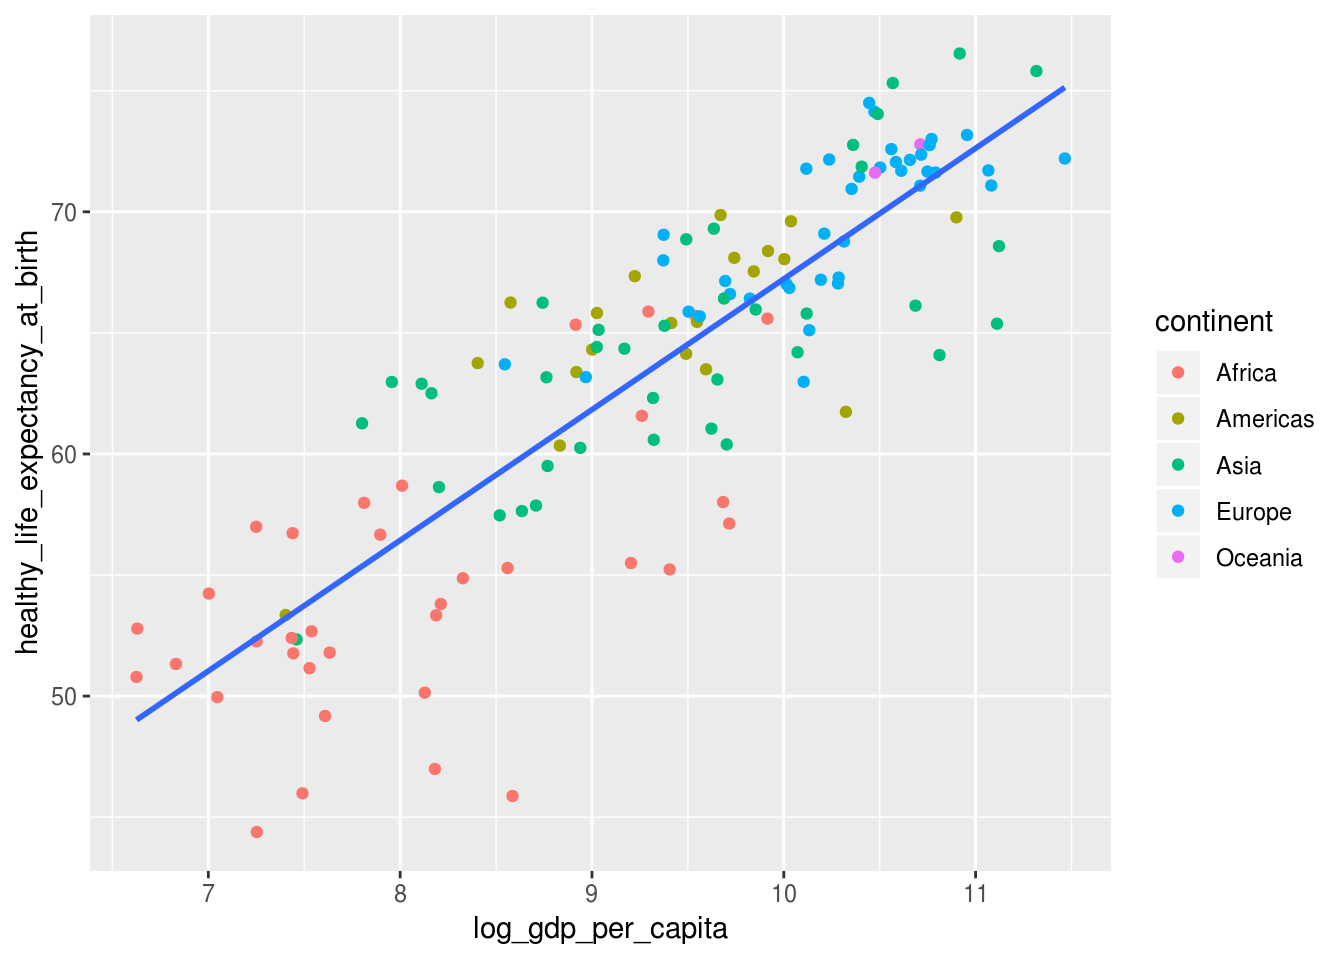 healthy_life_expectancy_at_birth
70
60
50
7
8
9
10
11
log_gdp_per_capita
continent
Africa
Americas
Asia
Europe
Oceania